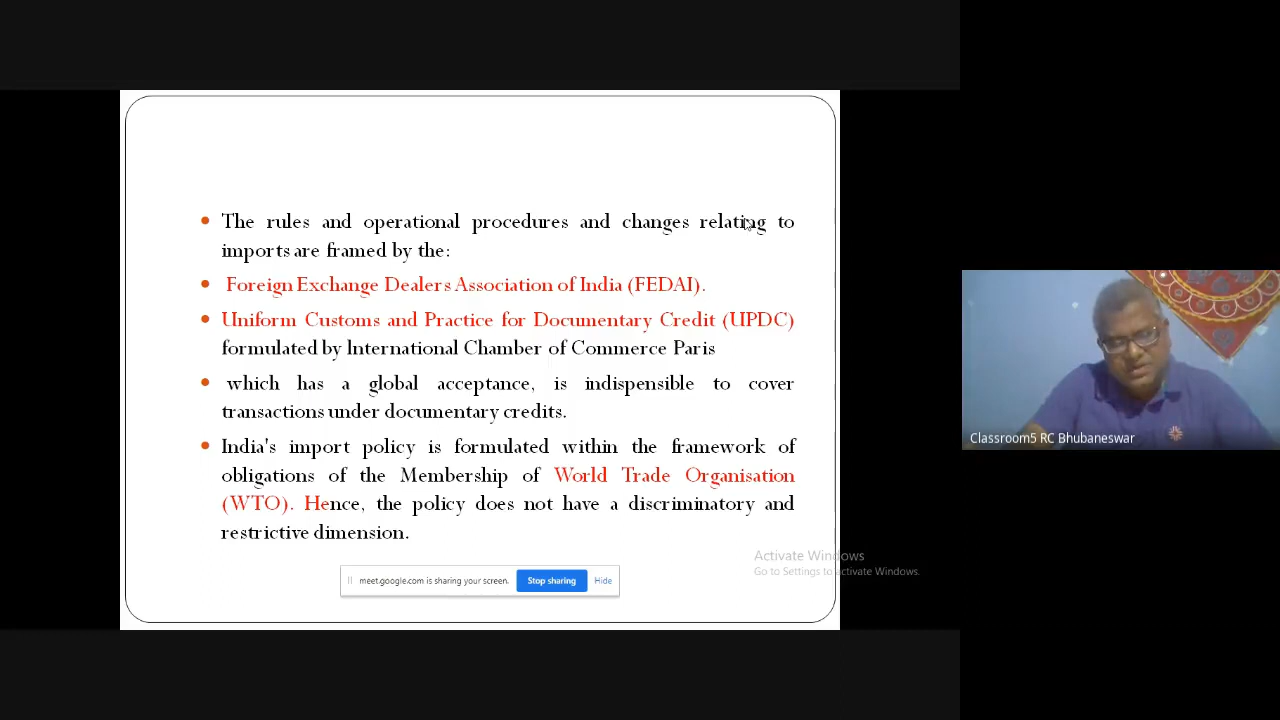 The rules and operational procedures and changes relating to
imports are framed by the:
Foreign Exchange Dealers Association of India (FEDAI).
Uniform Customs and Practice for Documentary Credit (UPDC)
formulated by International Chamber of Commerce Paris
which has a global acceptance, is indispensible to cover
transactions under documentary credits.
India's import policy is formulated within the framework of
obligations of the Membership of World Trade Organisation
(WTO). Hence, the policy does not have a discriminatory and
restrictive dimension.
meet.google.com is sharing your screen. Stop sharing Hide
Activate Windows
Go to Settings to activate Windows.
Classroom5 RC Bhubaneswar